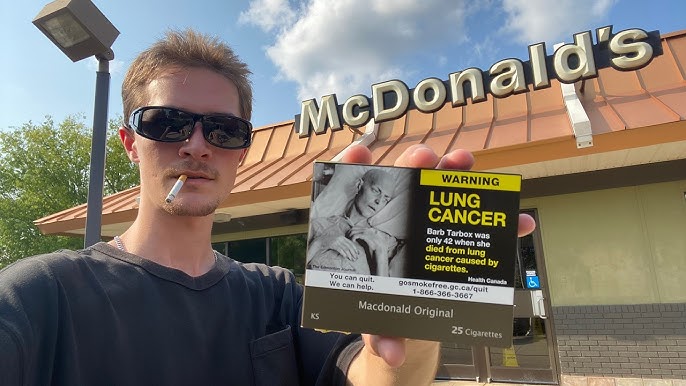 McDonald's
WARNING
LUNG
CANCER
Barb Tarbox was
only 42 when she
died from lung
cancer caused by
cigarettes.
Health Canada
You can quit.
We can help.
gosmokefree.gc.ca/quit
1-866-366-3667
Macdonald Original
KS
25 Cigarettes